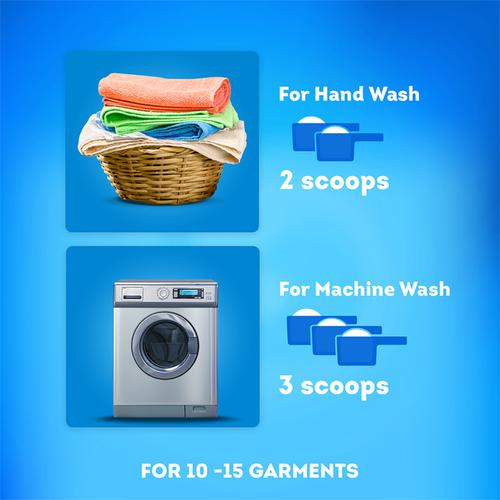 For Hand Wash
2 scoops
For Machine Wash
3 scoops
FOR 10 -15 GARMENTS